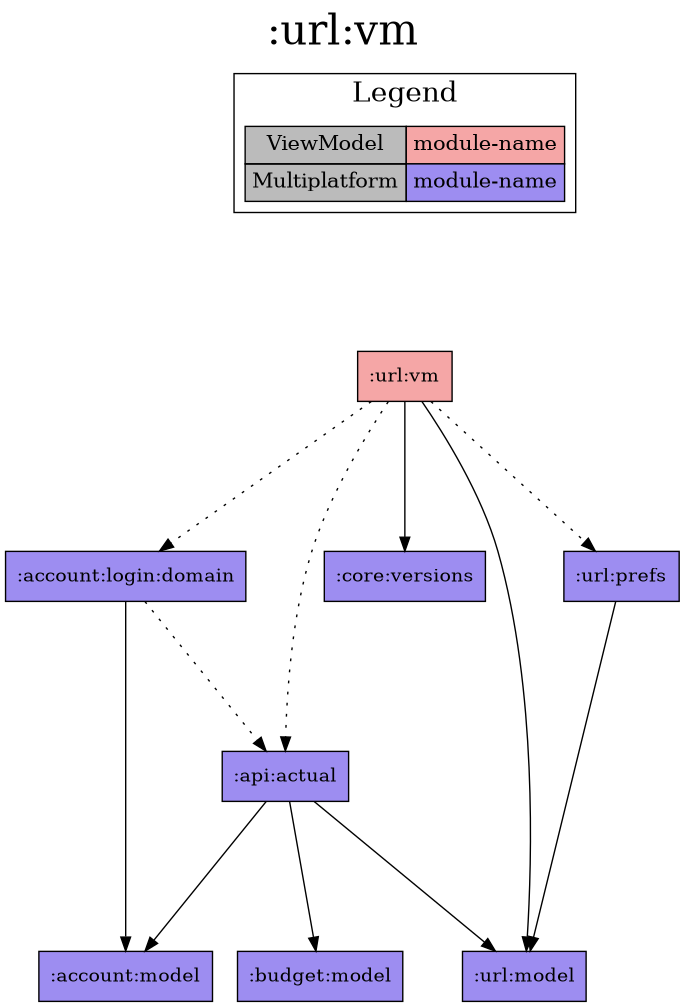 :url:vm
Legend
ViewModel module-name
Multiplatform module-name
:url:vm
:account:login:domain :core:versions :url:prefs
:api:actual
:account:model :budget:model :url:model